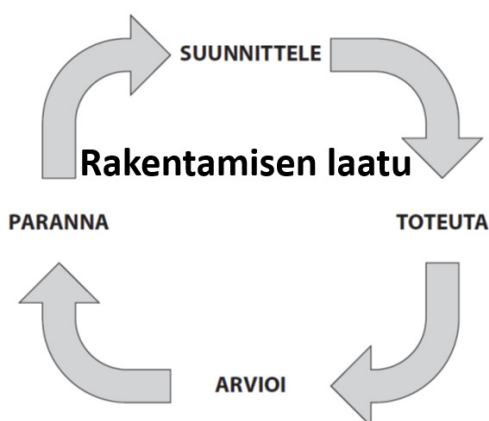 SUUNNITTELE
Rakentamisen laatu
PARANNA
TOTEUTA
ARVIOI